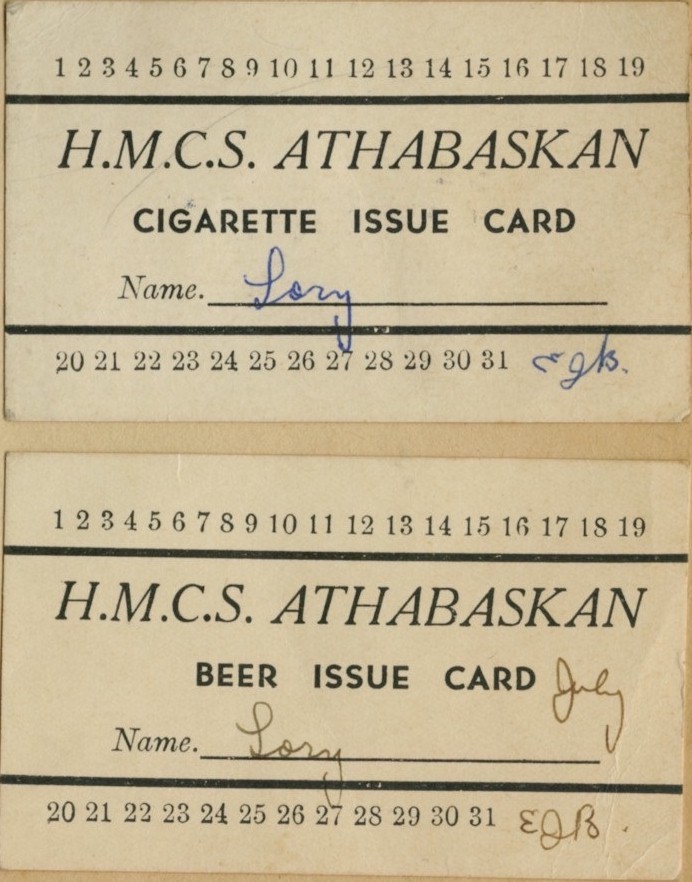 1 2 3 4 5 6 7 8 9 10 11 12 13 14 15 16 17 18 19
H.M.C.S. ATHABASKAN
CIGARETTE ISSUE CARD
Name. Lory
20 21 22 23 24 25 26 27 28 29 30 31 EJB.
1 2 3 4 5 6 7 8 9 10 11 12 13 14 15 16 17 18 19
H.M.C.S. ATHABASKAN
BEER ISSUE CARD July
Name. Lory
20 21 22 23 24 25 26 27 28 29 30 31 EJB.